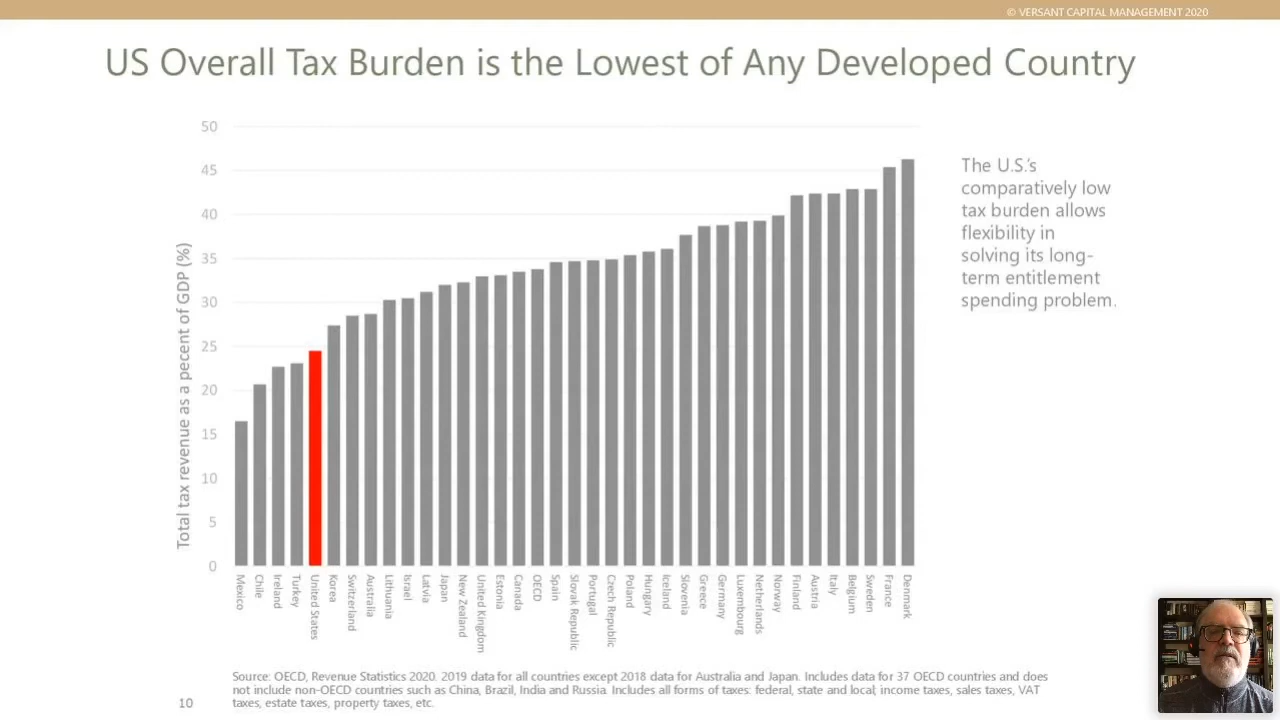 © VERSANT CAPITAL MANAGEMENT 2020
US Overall Tax Burden is the Lowest of Any Developed Country
Total tax revenue as a pecent of GDP (%)
50
45
40
35
30
25
20
15
10
5
0
Mexico
Chile
Ireland
Turkey
United States
Korea
Switzerland
Australia
Lithuania
Israel
Latvia
Japan
New Zealand
United Kingdom
Estonia
Canada
OECD
Spain
Slovak Republic
Portugal
Czech Republic
Poland
Hungary
Iceland
Slovenia
Greece
Germany
Luxembourg
Netherlands
Norway
Finland
Austria
Italy
Belgium
Sweden
France
Denmark
The U.S.'s
comparatively low
tax burden allows
flexibility in
solving its long-
term entitlement
spending problem.
Source: OECD, Revenue Statistics 2020. 2019 data for all countries except 2018 data for Australia and Japan. Includes data for 37 OECD countries and does
not include non-OECD countries such as China, Brazil, India and Russia. Includes all forms of taxes: federal, state and local; income taxes, sales taxes, VAT
taxes, estate taxes, property taxes, etc.
10